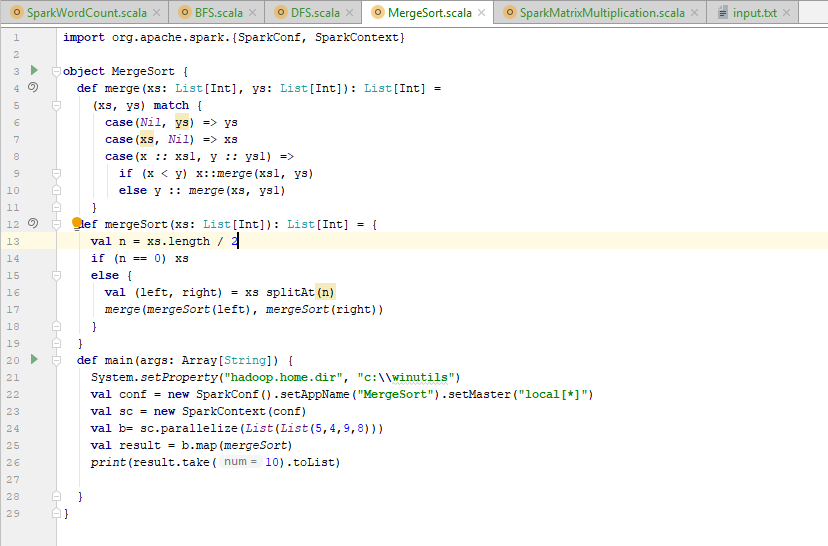 SparkWordCount.scala BFS.scala DFS.scala MergeSort.scala SparkMatrixMultiplication.scala input.txt
1 import org.apache.spark.{SparkConf, SparkContext}
2
3 object MergeSort {
4 def merge(xs: List[Int], ys: List[Int]): List[Int] =
5 (xs, ys) match {
6 case(Nil, ys) => ys
7 case(xs, Nil) => xs
8 case(x :: xs1, y :: ys1) =>
9 if (x < y) x::merge(xs1, ys)
10 else y :: merge(xs, ys1)
11 }
12 def mergeSort(xs: List[Int]): List[Int] = {
13 val n = xs.length / 2
14 if (n == 0) xs
15 else {
16 val (left, right) = xs splitAt(n)
17 merge(mergeSort(left), mergeSort(right))
18 }
19 }
20 def main(args: Array[String]) {
21 System.setProperty("hadoop.home.dir", "c:\\winutils")
22 val conf = new SparkConf().setAppName("MergeSort").setMaster("local[*]")
23 val sc = new SparkContext(conf)
24 val b= sc.parallelize(List(List(5,4,9,8)))
25 val result = b.map(mergeSort)
26 print(result.take( num = 10).toList)
27
28 }
29 }